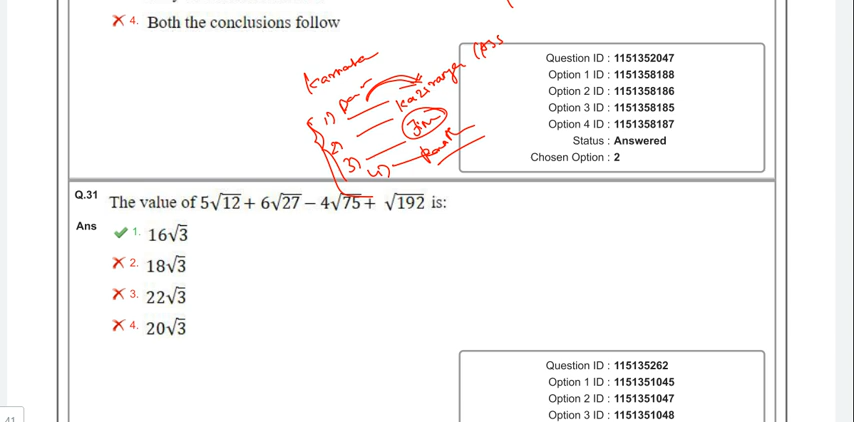 4. Both the conclusions follow
Question ID : 1151352047
Option 1 ID : 1151358188
Option 2 ID : 1151358186
Option 3 ID : 1151358185
Option 4 ID : 1151358187
Status : Answered
Chosen Option : 2
1)
2)
3)
4)
Q.31 The value of 5√12 + 6√27 − 4√75 + √192 is:
Ans 1. 16√3
2. 18√3
3. 22√3
4. 20√3
Question ID : 115135262
Option 1 ID : 1151351045
Option 2 ID : 1151351047
Option 3 ID : 1151351048
41